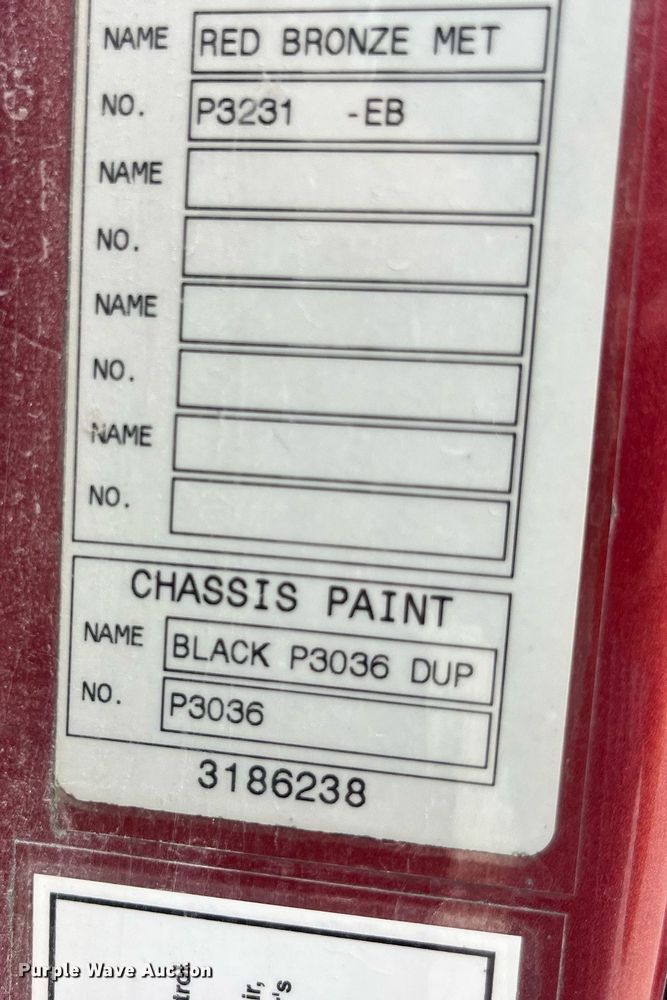 NAME RED BRONZE MET
NO. P3231 -EB
NAME
NO.
NAME
NO.
NAME
NO.
CHASSIS PAINT
NAME BLACK P3036 DUP
NO. P3036
3186238
Purple Wave Auction